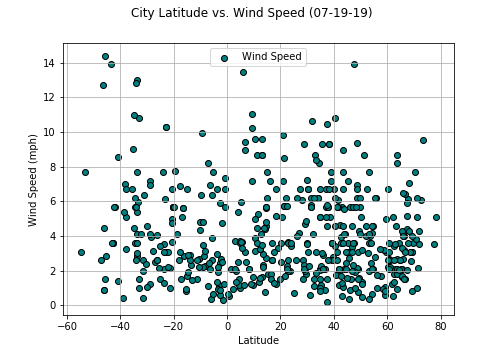 City Latitude vs. Wind Speed (07-19-19)
Wind Speed
14
12
10
8
6
4
2
0
Wind Speed (mph)
−60 −40 −20 0 20 40 60 80
Latitude